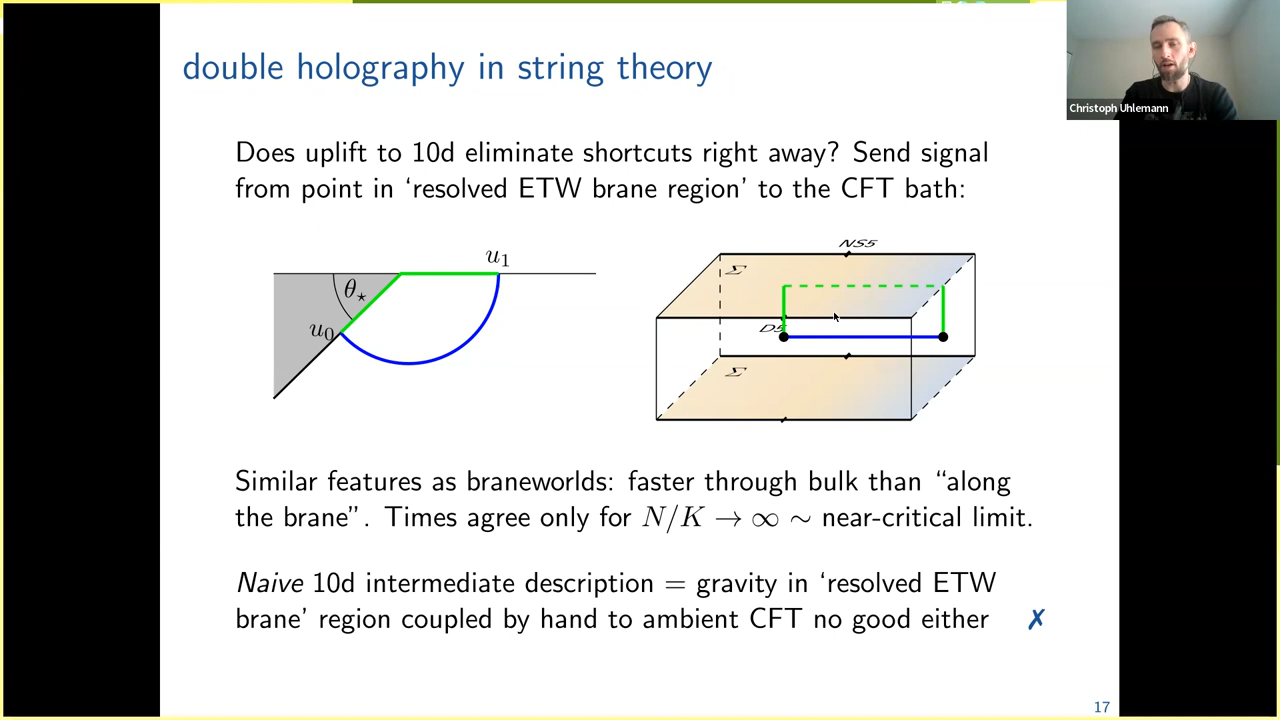 double holography in string theory
Christoph Uhlemann
Does uplift to 10d eliminate shortcuts right away? Send signal
from point in ‘resolved ETW brane region’ to the CFT bath:
u₁
θ⋆
u₀
NS5
Σ
D5
Σ
Similar features as braneworlds: faster through bulk than “along
the brane”. Times agree only for N/K → ∞ ∼ near-critical limit.
Naive 10d intermediate description = gravity in ‘resolved ETW
brane’ region coupled by hand to ambient CFT no good either ✗
17